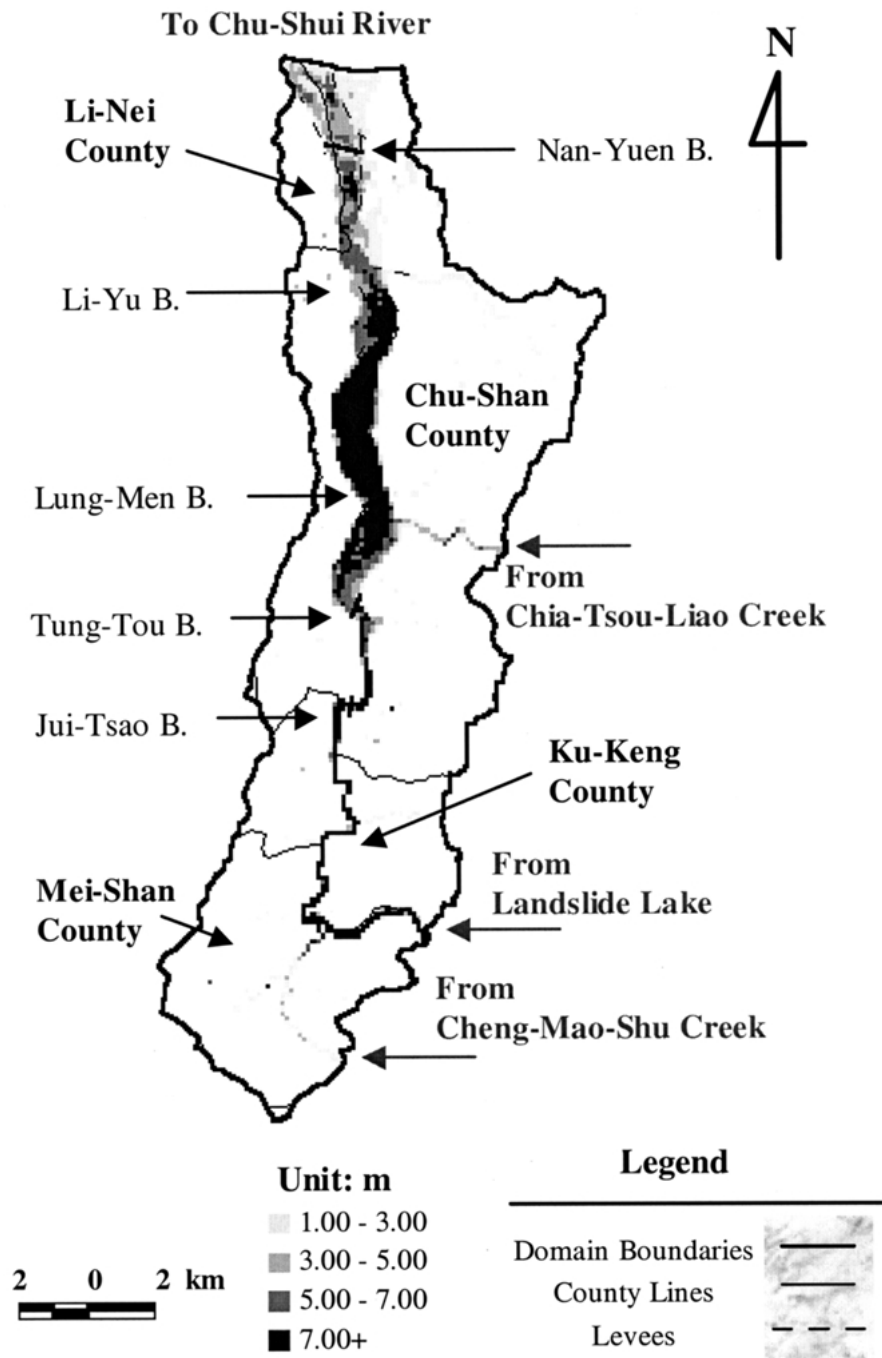 To Chu-Shui River
N
Li-Nei
County
Nan-Yuen B.
Li-Yu B.
Chu-Shan
County
Lung-Men B.
From
Chia-Tsou-Liao Creek
Tung-Tou B.
Jui-Tsao B.
Ku-Keng
County
From
Landslide Lake
Mei-Shan
County
From
Cheng-Mao-Shu Creek
Unit: m
1.00 - 3.00
3.00 - 5.00
5.00 - 7.00
7.00+
2 0 2 km
Legend
Domain Boundaries
County Lines
Levees